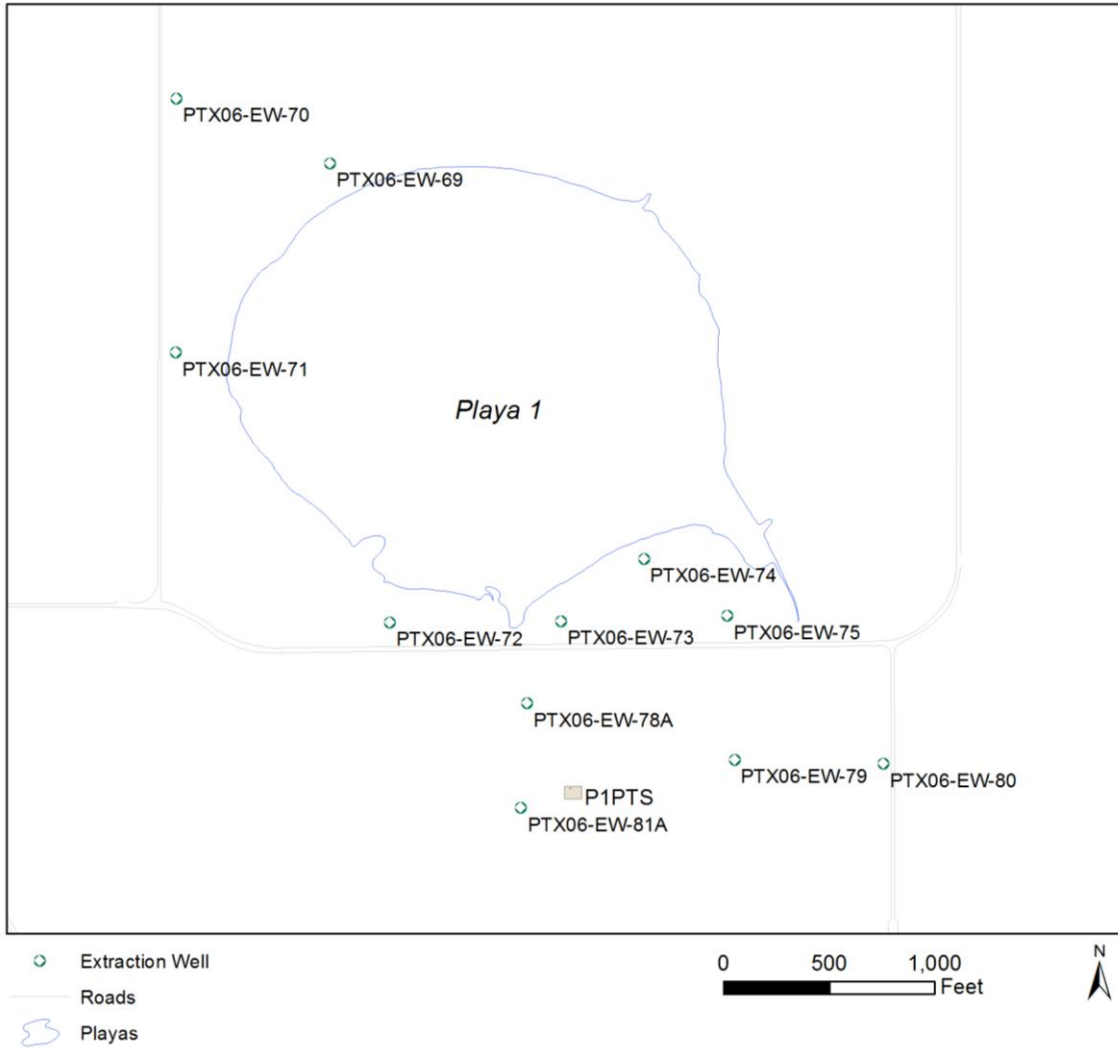 PTX06-EW-70
PTX06-EW-69
PTX06-EW-71
Playa 1
PTX06-EW-74
PTX06-EW-72
PTX06-EW-73
PTX06-EW-75
PTX06-EW-78A
PTX06-EW-79
PTX06-EW-80
P1PTS
PTX06-EW-81A
Extraction Well
Roads
Playas
0 500 1,000
Feet
N